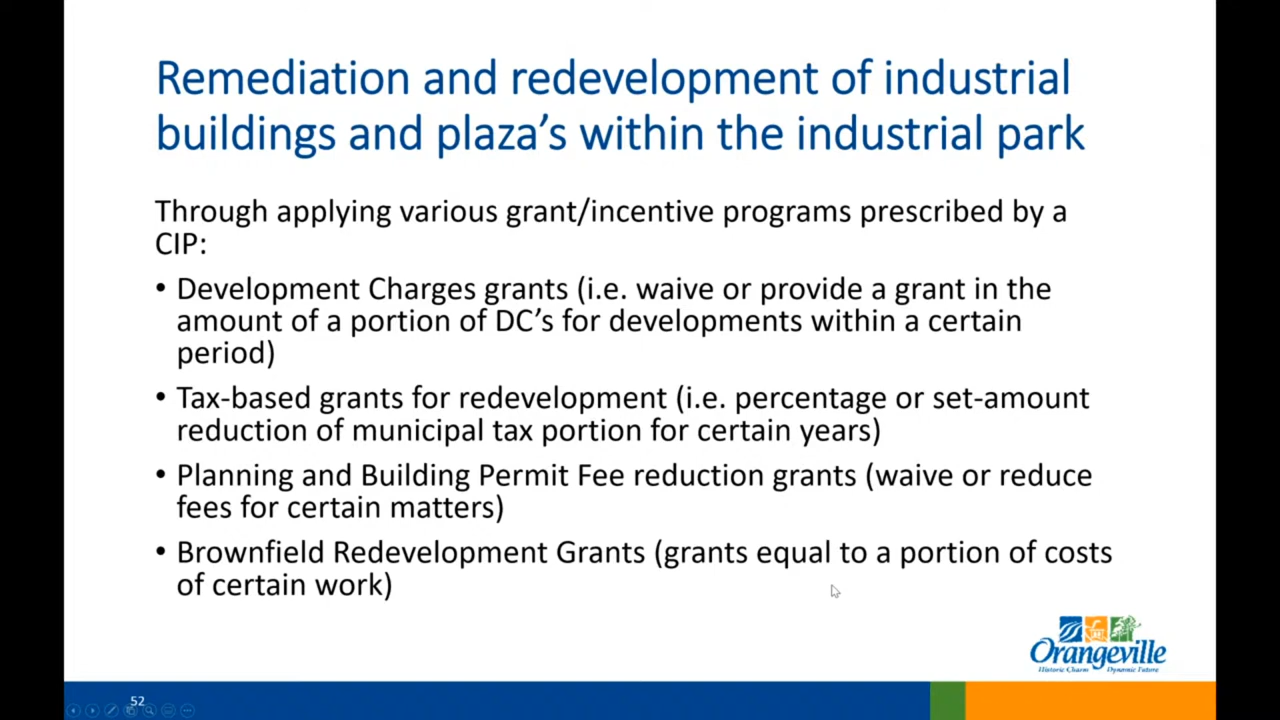 Remediation and redevelopment of industrial
buildings and plaza’s within the industrial park
Through applying various grant/incentive programs prescribed by a
CIP:
• Development Charges grants (i.e. waive or provide a grant in the
amount of a portion of DC’s for developments within a certain
period)
• Tax-based grants for redevelopment (i.e. percentage or set-amount
reduction of municipal tax portion for certain years)
• Planning and Building Permit Fee reduction grants (waive or reduce
fees for certain matters)
• Brownfield Redevelopment Grants (grants equal to a portion of costs
of certain work)
Orangeville
Historic Charm Dynamic Future
52